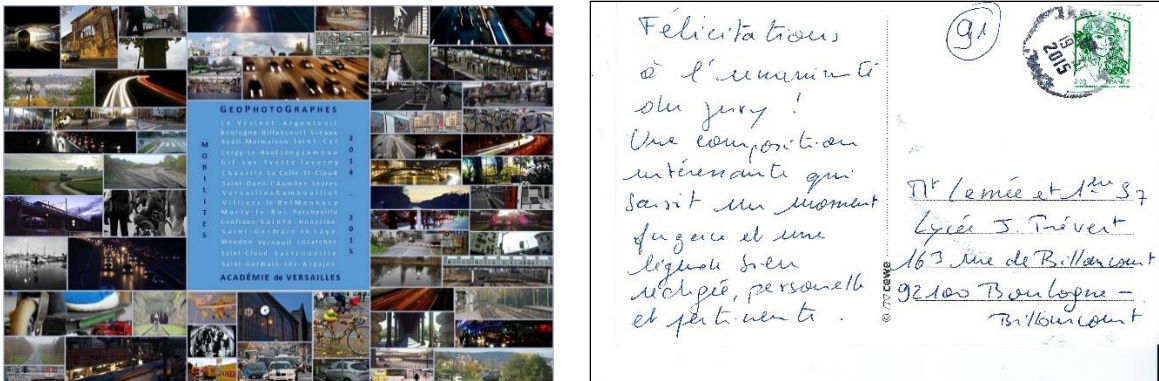 GEOPHOTOGRAPHES
Le Vésinet Argenteuil
Boulogne-Billancourt Sceaux
Rueil Malmaison Saint-Cyr
Cergy-Le Haut Longjumeau
Gif sur Yvette Taverny
Chaville La Celle-St-Cloud
Saint-Ouen l'Aumône Sèvres
Versailles Rambouillet
Villiers-le-Bel Mennecy
Marly-le-Roi Porcheville
Conflans Sainte-Honorine
Saint-Germain en Laye
Meudon Verneuil Luzarches
Saint-Cloud Sartrouville
Saint-Germain-Lès-Arpajon
ACADÉMIE de VERSAILLES
MOBILITES
2014 - 2015
Félicitations
à l'unanimité
du jury !
Une composition
intéressante qui
saisit un moment
fugace et une
légende bien
rédigée, personnelle
et pertinente.
91
19
2015
© cewe
Lemée et 1ère S7
Lycée J. Prévert
163 rue de Billancourt
92100 Boulogne-
Billancourt